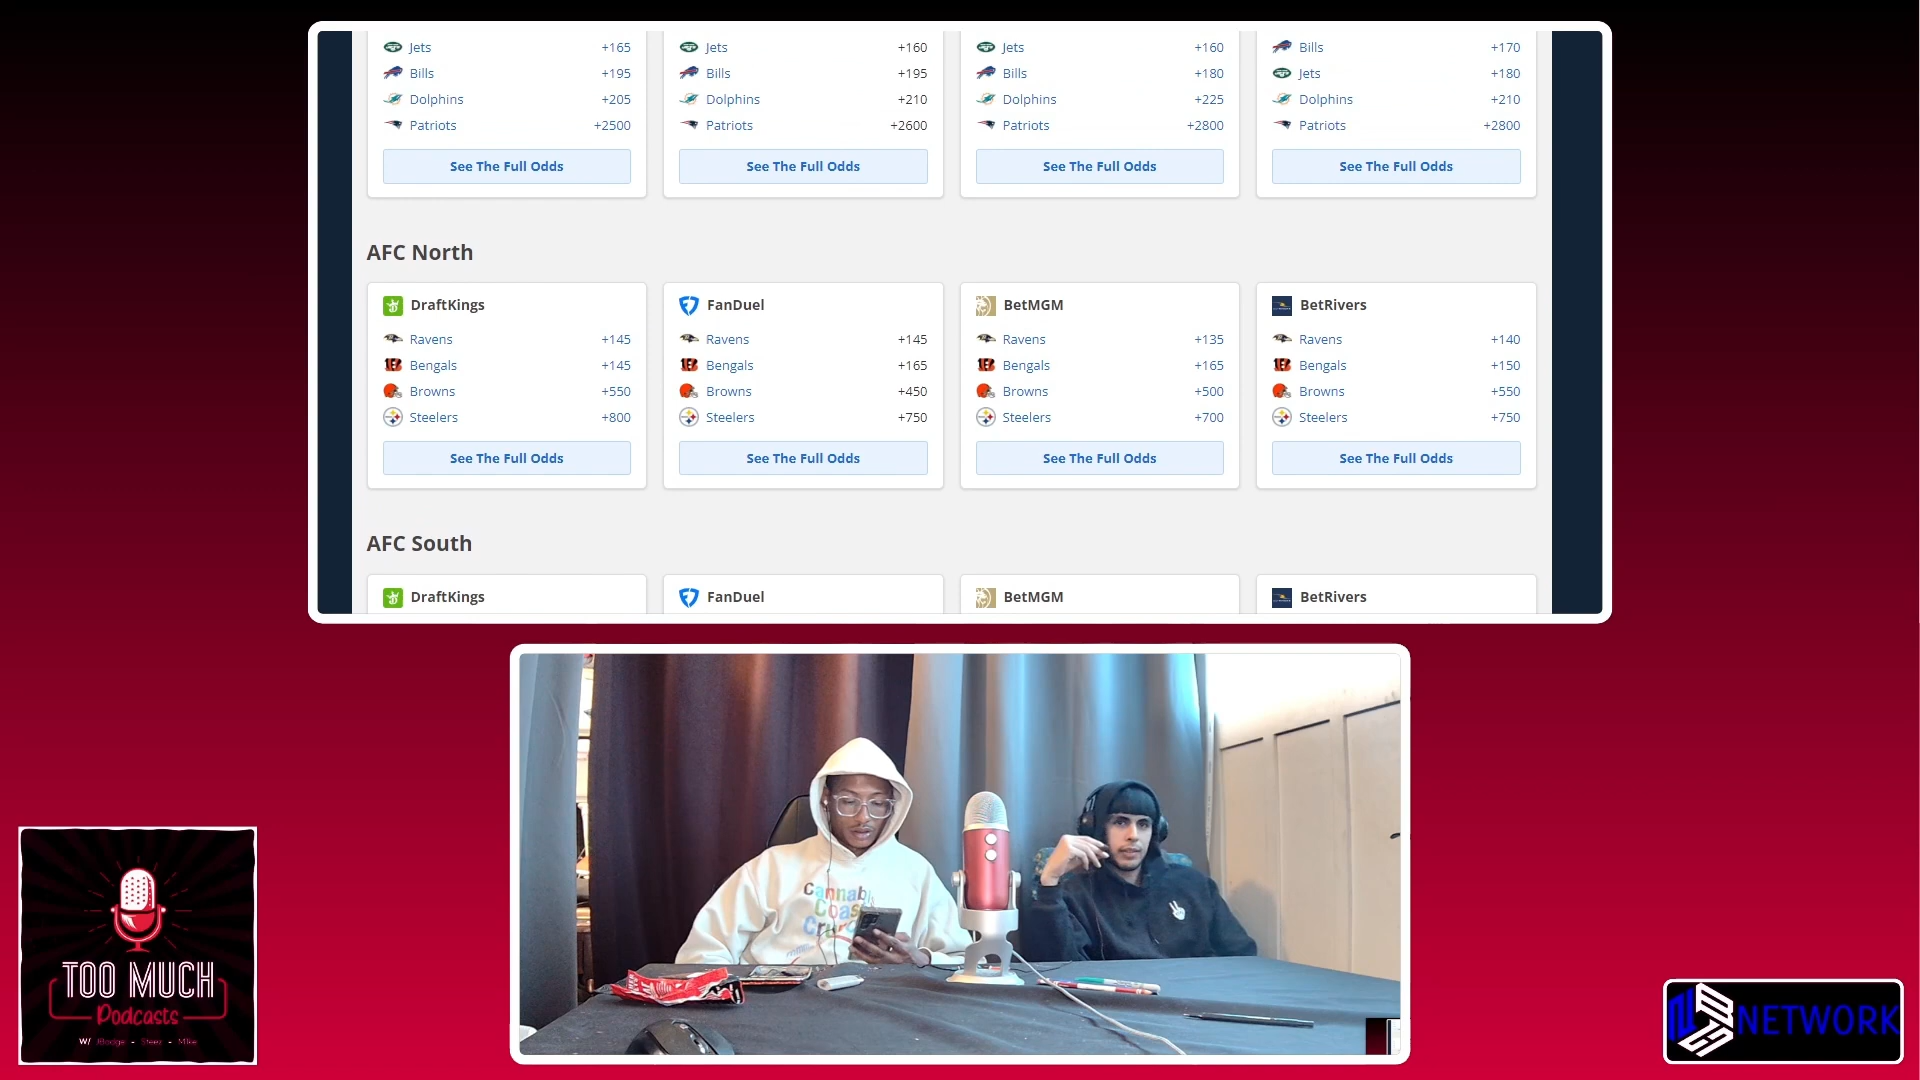 Jets +165
Bills +195
Dolphins +205
Patriots +2500
See The Full Odds
Jets +160
Bills +195
Dolphins +210
Patriots +2600
See The Full Odds
Jets +160
Bills +180
Dolphins +225
Patriots +2800
See The Full Odds
Bills +170
Jets +180
Dolphins +210
Patriots +2800
See The Full Odds
AFC North
DraftKings
Ravens +145
Bengals +145
Browns +550
Steelers +800
See The Full Odds
FanDuel
Ravens +145
Bengals +165
Browns +450
Steelers +750
See The Full Odds
BetMGM
Ravens +135
Bengals +165
Browns +500
Steelers +700
See The Full Odds
BetRivers
Ravens +140
Bengals +150
Browns +550
Steelers +750
See The Full Odds
AFC South
DraftKings
FanDuel
BetMGM
BetRivers
TOO MUCH
Podcasts
W/ - Steez - Mike
NETWORK